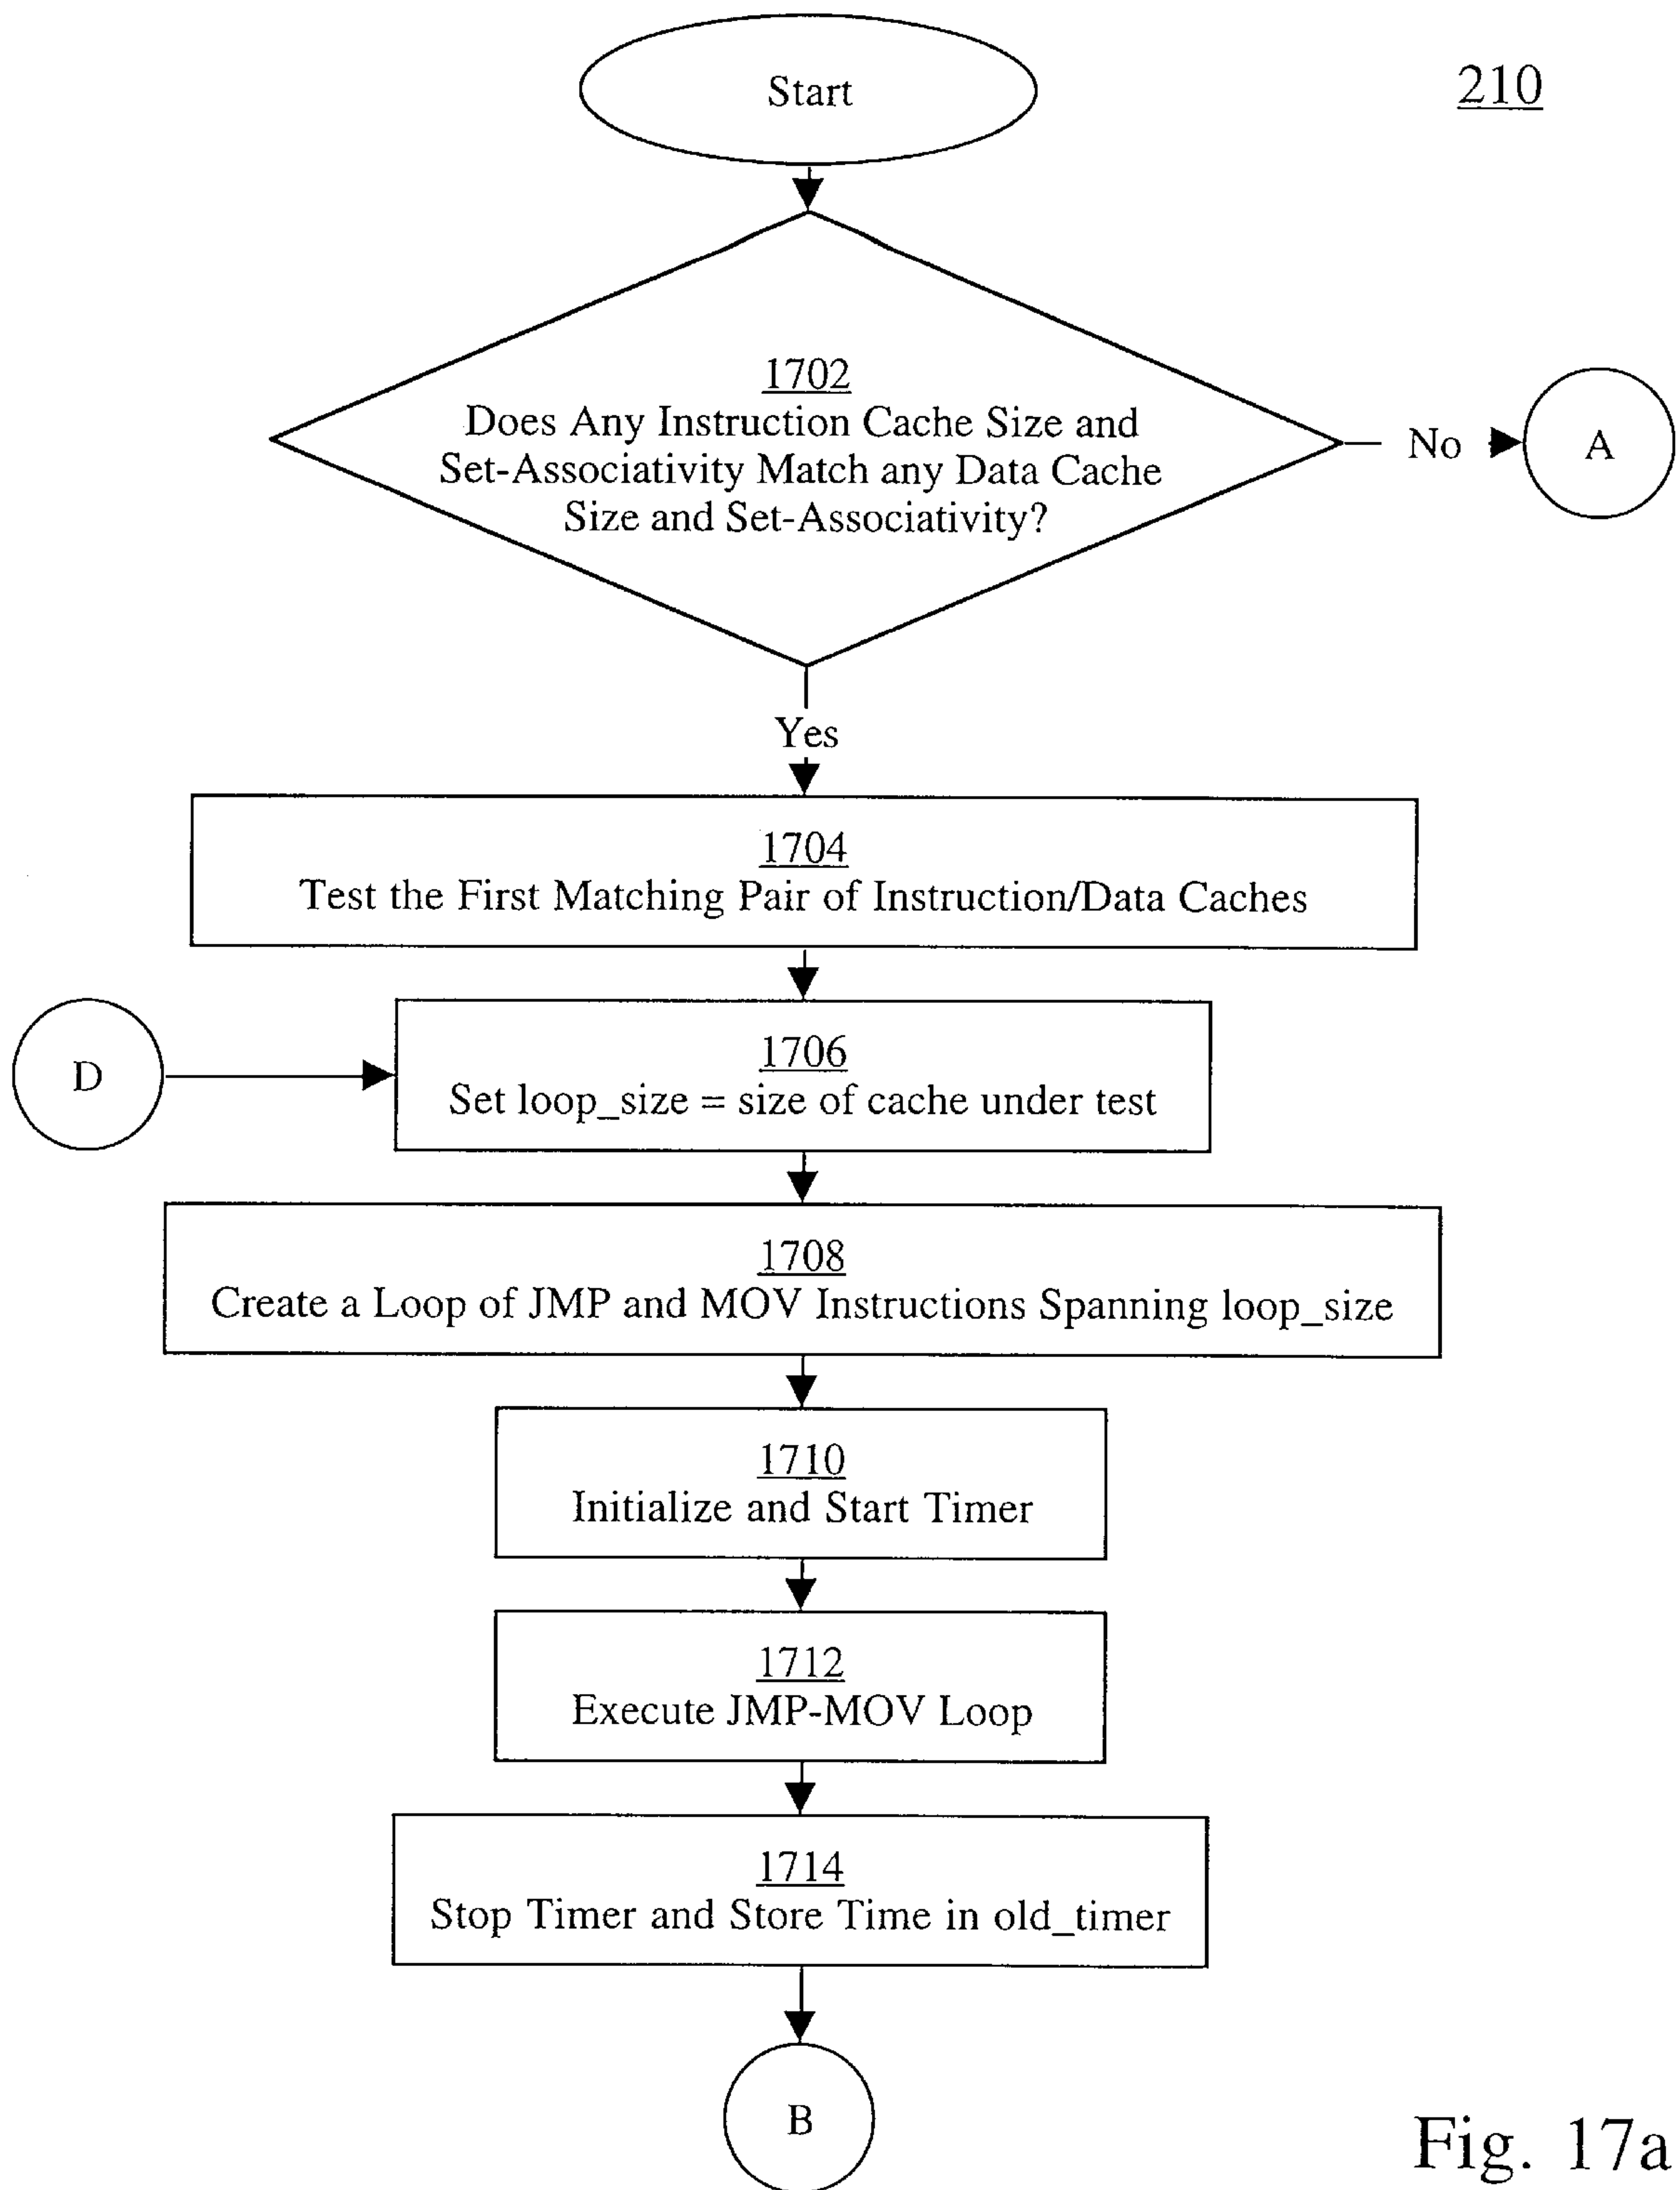 Start
210
1702
Does Any Instruction Cache Size and
Set-Associativity Match any Data Cache
Size and Set-Associativity?
No
A
Yes
1704
Test the First Matching Pair of Instruction/Data Caches
D
1706
Set loop_size = size of cache under test
1708
Create a Loop of JMP and MOV Instructions Spanning loop_size
1710
Initialize and Start Timer
1712
Execute JMP-MOV Loop
1714
Stop Timer and Store Time in old_timer
B
Fig. 17a